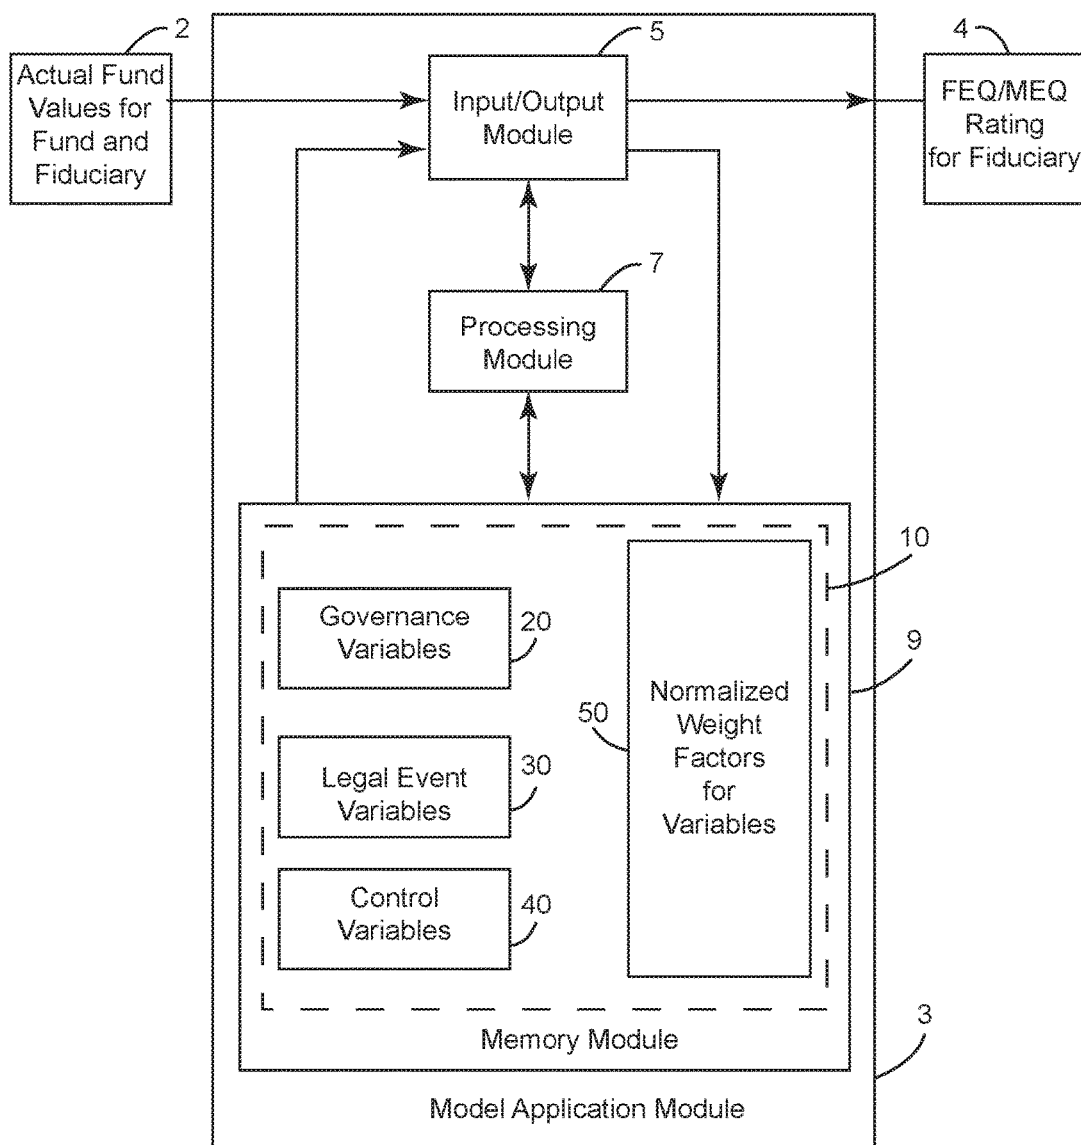 2
5
4
Actual Fund
Values for
Fund and
Fiduciary
Input/Output
Module
FEQ/MEQ
Rating
for Fiduciary
7
Processing
Module
10
Governance
Variables
20
9
Normalized
Weight
Factors
for
Variables
50
Legal Event
Variables
30
Control
Variables
40
Memory Module
3
Model Application Module